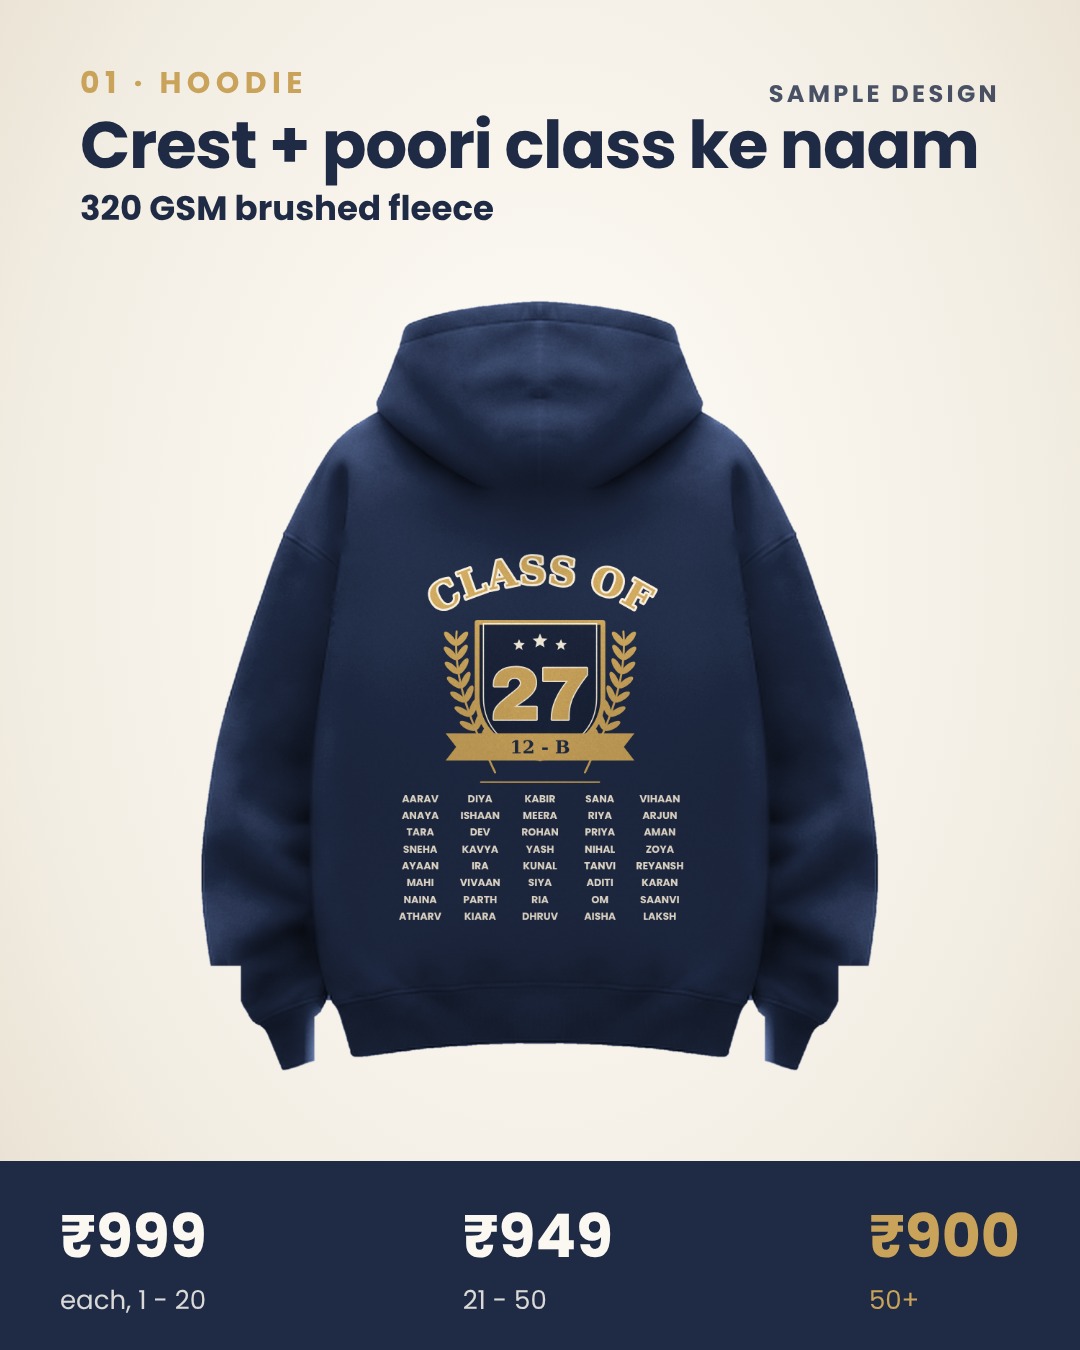 01 · HOODIE
SAMPLE DESIGN
Crest + poori class ke naam
320 GSM brushed fleece
CLASS OF
27
12 - B
AARAV DIYA KABIR SANA VIHAAN
ANAYA ISHAAN MEERA RIYA ARJUN
TARA DEV ROHAN PRIYA AMAN
SNEHA KAVYA YASH NIHAL ZOYA
AYAAN IRA KUNAL TANVI REYANSH
MAHI VIVAAN SIYA ADITI KARAN
NAINA PARTH RIA OM SAANVI
ATHARV KIARA DHRUV AISHA LAKSH
₹999 ₹949 ₹900
each, 1 - 20 21 - 50 50+